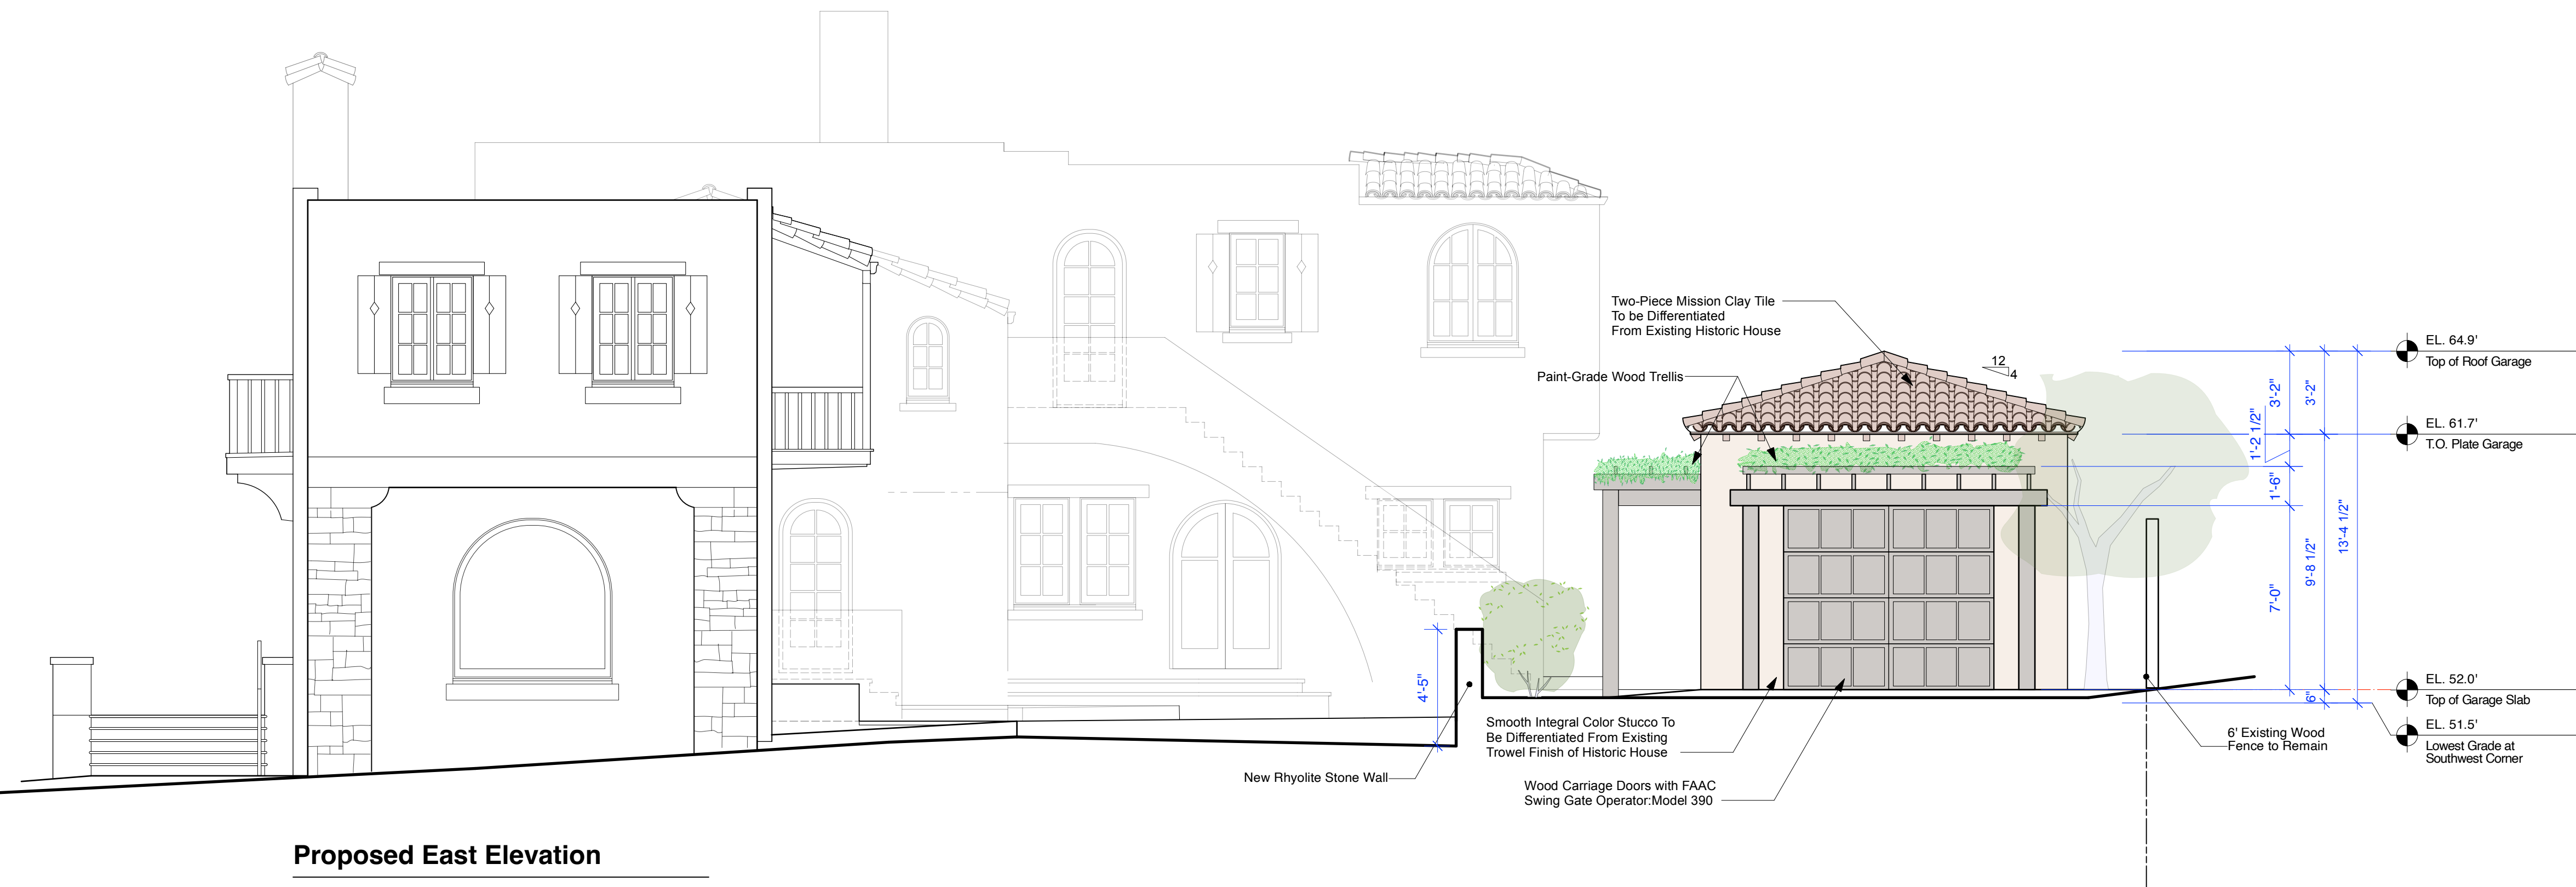 Two-Piece Mission Clay Tile
To be Differentiated
From Existing Historic House
Paint-Grade Wood Trellis
12
4
EL. 64.9'
Top of Roof Garage
EL. 61.7'
T.O. Plate Garage
3'-2"
3'-2"
1'-2 1/2"
1'-6"
13'-4 1/2"
9'-8 1/2"
7'-0"
6"
4'-5"
EL. 52.0'
Top of Garage Slab
EL. 51.5'
Lowest Grade at
Southwest Corner
6' Existing Wood
Fence to Remain
Smooth Integral Color Stucco To
Be Differentiated From Existing
Trowel Finish of Historic House
New Rhyolite Stone Wall
Wood Carriage Doors with FAAC
Swing Gate Operator:Model 390
Proposed East Elevation